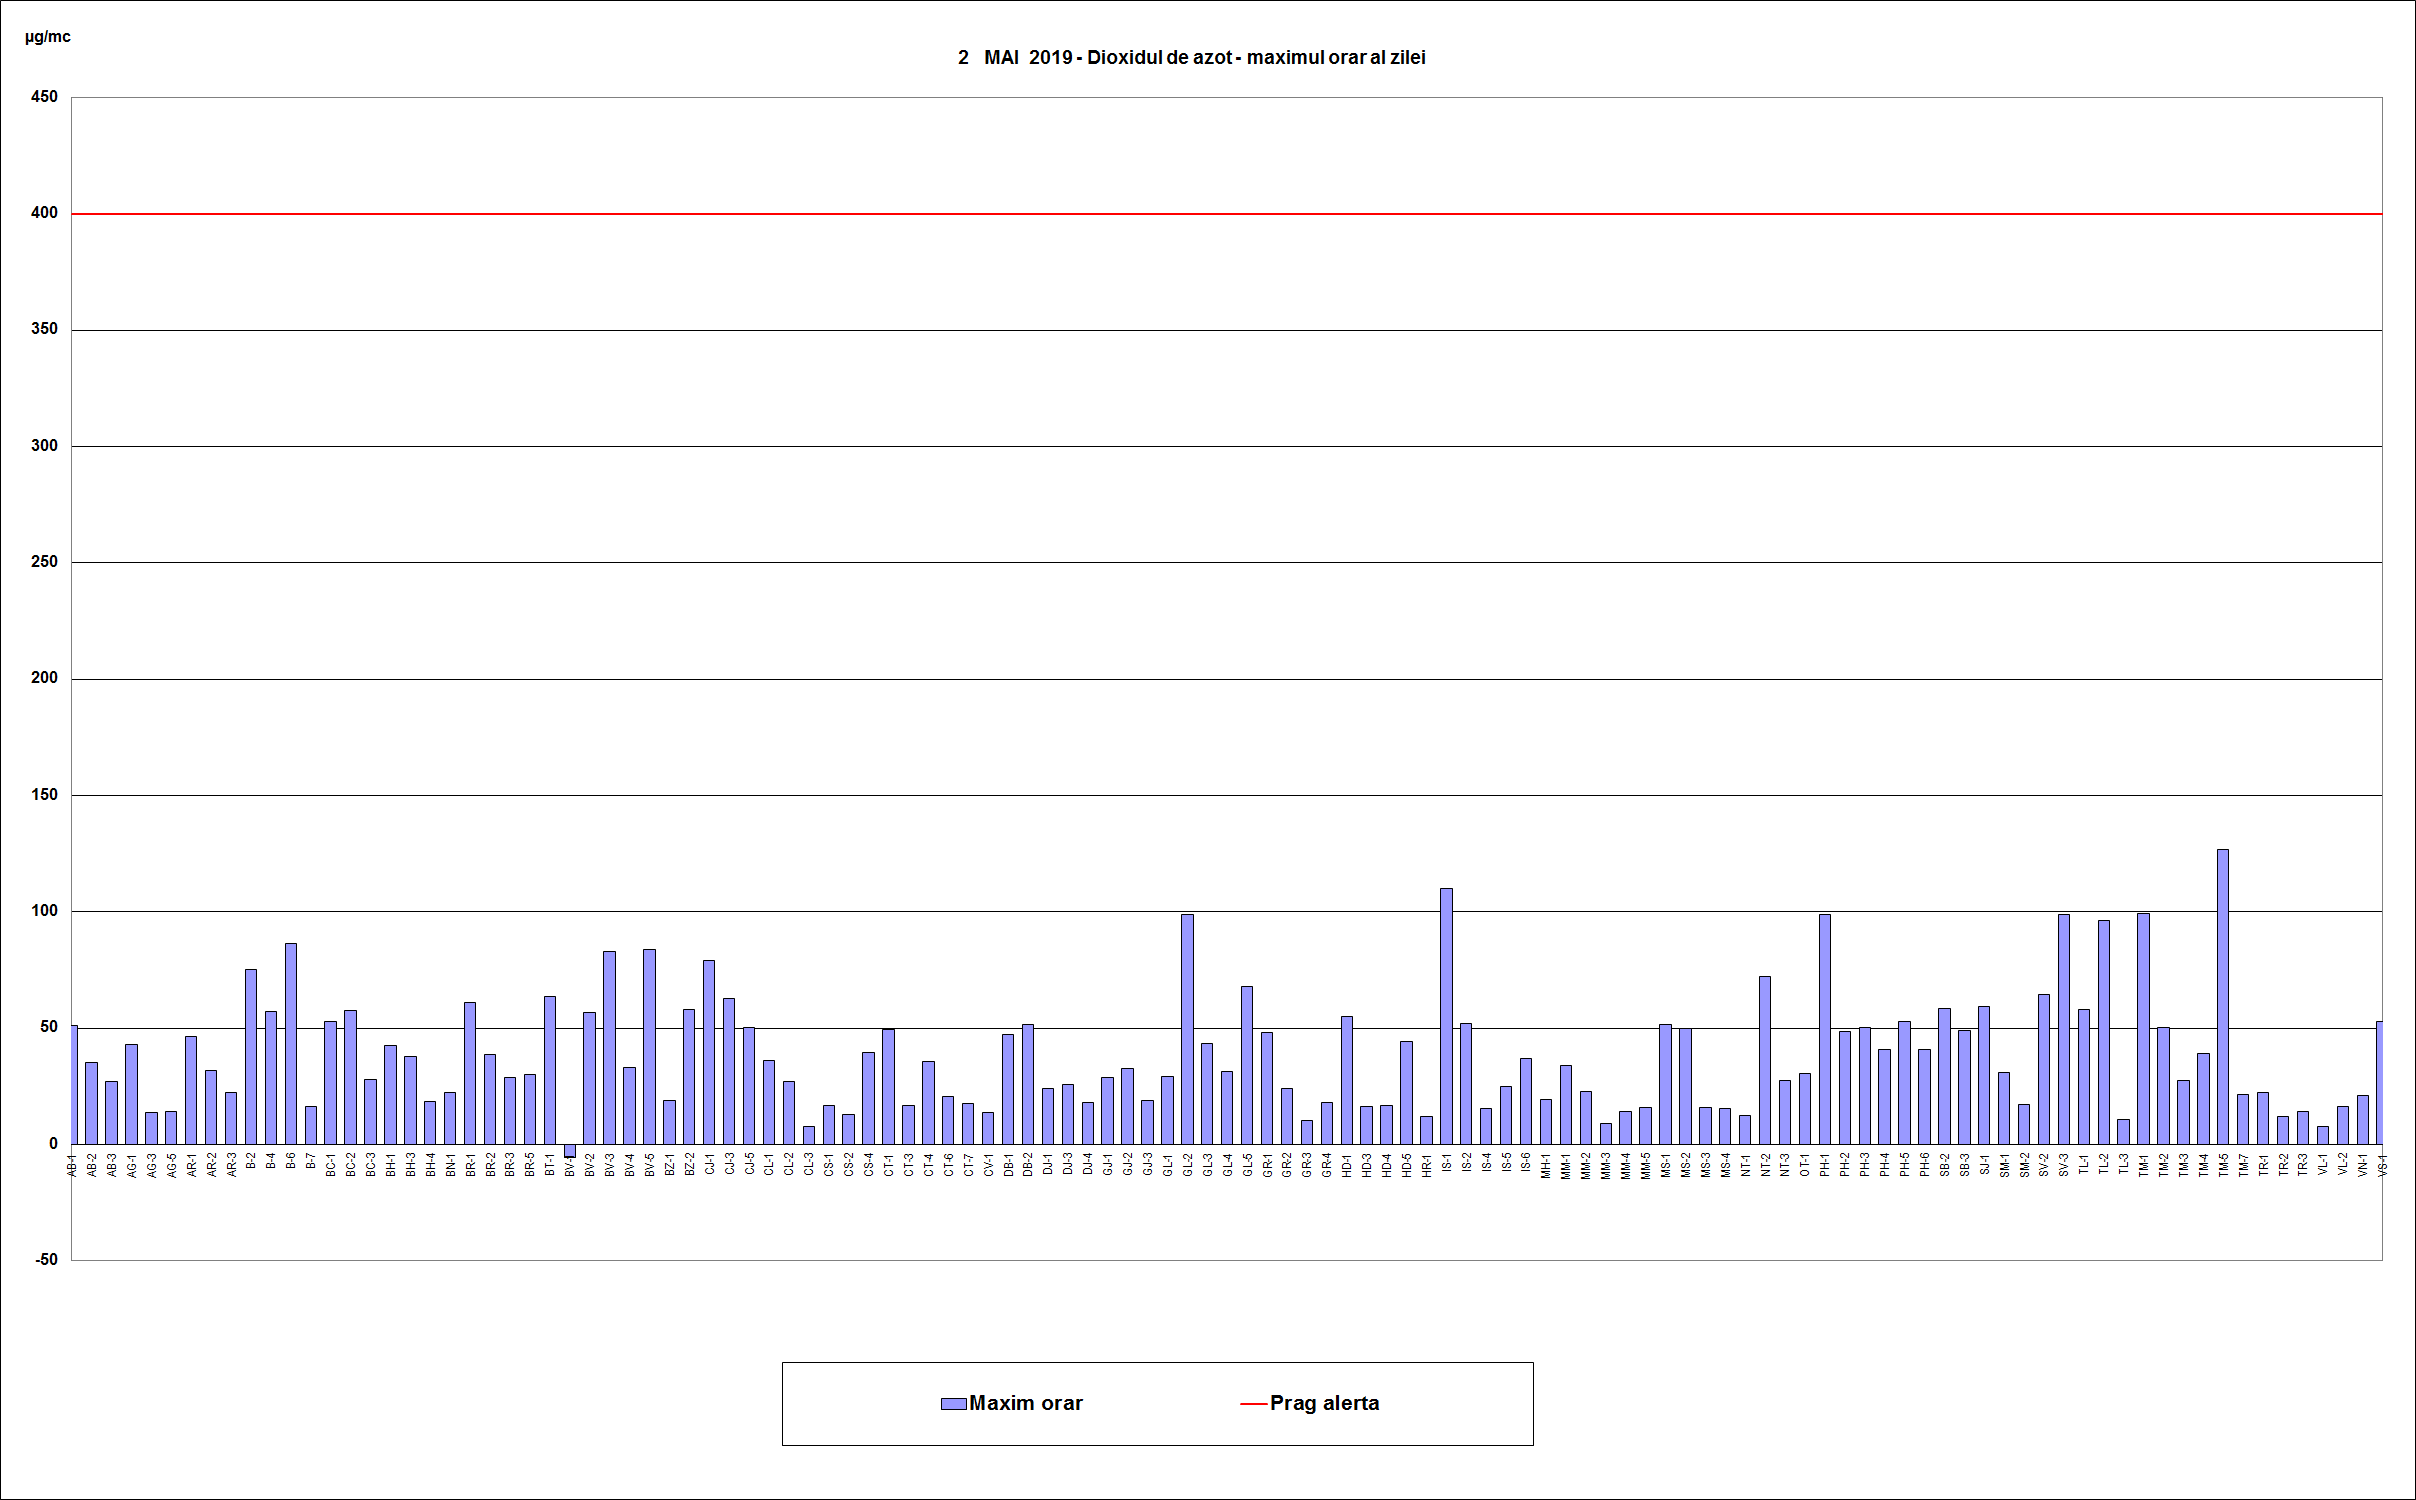 µg/mc
2 MAI 2019 - Dioxidul de azot - maximul orar al zilei
450
400
350
300
250
200
150
100
50
0
-50
AB-1 AB-2 AB-3 AG-1 AG-3 AG-5 AR-1 AR-2 AR-3 B-2 B-4 B-6 B-7 BC-1 BC-2 BC-3 BH-1 BH-3 BH-4 BN-1 BR-1 BR-2 BR-3 BR-5 BT-1 BV-1 BV-2 BV-3 BV-4 BV-5 BZ-1 BZ-2 CJ-1 CJ-3 CJ-5 CL-1 CL-2 CL-3 CS-1 CS-2 CS-4 CT-1 CT-3 CT-4 CT-6 CT-7 CV-1 DB-1 DB-2 DJ-1 DJ-3 DJ-4 GJ-1 GJ-2 GJ-3 GL-1 GL-2 GL-3 GL-4 GL-5 GR-1 GR-2 GR-3 GR-4 HD-1 HD-3 HD-4 HD-5 HR-1 IS-1 IS-2 IS-4 IS-5 IS-6 MH-1 MM-1 MM-2 MM-3 MM-4 MM-5 MS-1 MS-2 MS-3 MS-4 NT-1 NT-2 NT-3 OT-1 PH-1 PH-2 PH-3 PH-4 PH-5 PH-6 SB-2 SB-3 SJ-1 SM-1 SM-2 SV-2 SV-3 TL-1 TL-2 TL-3 TM-1 TM-2 TM-3 TM-4 TM-5 TM-7 TR-1 TR-2 TR-3 VL-1 VL-2 VN-1 VS-1
Maxim orar
Prag alerta